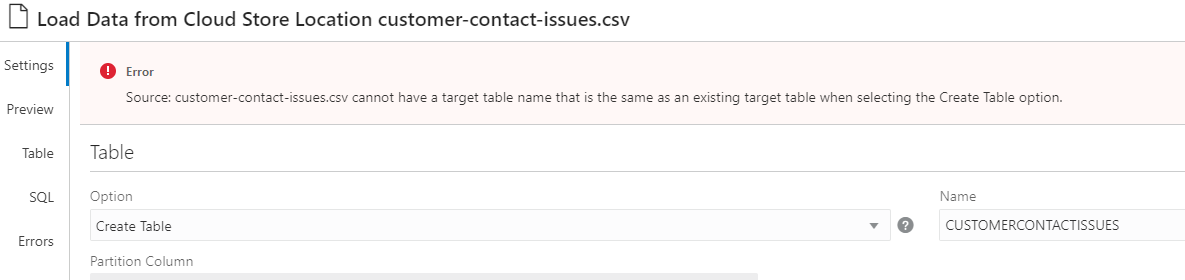 Load Data from Cloud Store Location customer-contact-issues.csv
Settings
Error
Source: customer-contact-issues.csv cannot have a target table name that is the same as an existing target table when selecting the Create Table option.
Preview
Table
Table
SQL
Option
Name
Create Table
CUSTOMERCONTACTISSUES
Errors
Partition Column